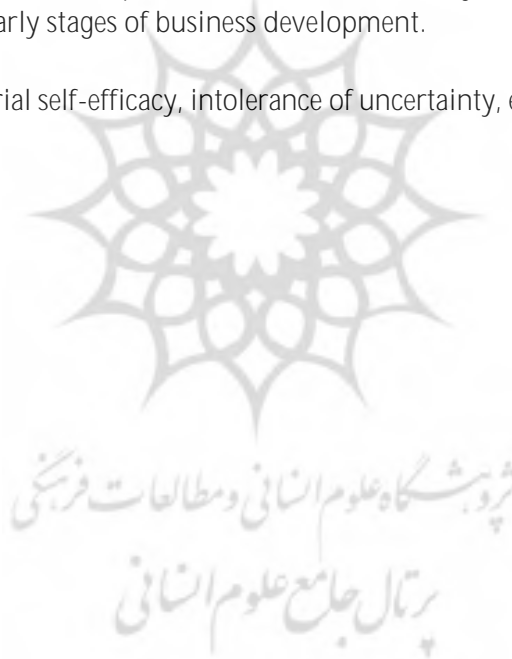 arly stages of business development.
rial self-efficacy, intolerance of uncertainty, e
پژوهشگاه علوم انسانی و مطالعات فرهنگی
پرتال جامع علوم انسانی